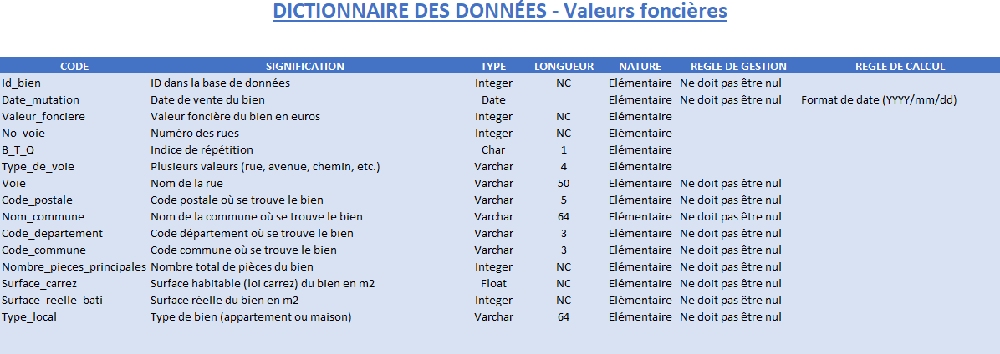 DICTIONNAIRE DES DONNÉES - Valeurs foncières
CODE SIGNIFICATION TYPE LONGUEUR NATURE REGLE DE GESTION REGLE DE CALCUL
Id_bien ID dans la base de données Integer NC Elémentaire Ne doit pas être nul
Date_mutation Date de vente du bien Date Elémentaire Ne doit pas être nul Format de date (YYYY/mm/dd)
Valeur_fonciere Valeur foncière du bien en euros Integer NC Elémentaire
No_voie Numéro des rues Integer NC Elémentaire
B_T_Q Indice de répétition Char 1 Elémentaire
Type_de_voie Plusieurs valeurs (rue, avenue, chemin, etc.) Varchar 4 Elémentaire
Voie Nom de la rue Varchar 50 Elémentaire Ne doit pas être nul
Code_postale Code postale où se trouve le bien Varchar 5 Elémentaire Ne doit pas être nul
Nom_commune Nom de la commune où se trouve le bien Varchar 64 Elémentaire Ne doit pas être nul
Code_departement Code département où se trouve le bien Varchar 3 Elémentaire Ne doit pas être nul
Code_commune Code commune où se trouve le bien Varchar 3 Elémentaire Ne doit pas être nul
Nombre_pieces_principales Nombre total de pièces du bien Integer NC Elémentaire Ne doit pas être nul
Surface_carrez Surface habitable (loi carrez) du bien en m2 Float NC Elémentaire Ne doit pas être nul
Surface_reelle_bati Surface réelle du bien en m2 Integer NC Elémentaire Ne doit pas être nul
Type_local Type de bien (appartement ou maison) Varchar 64 Elémentaire Ne doit pas être nul